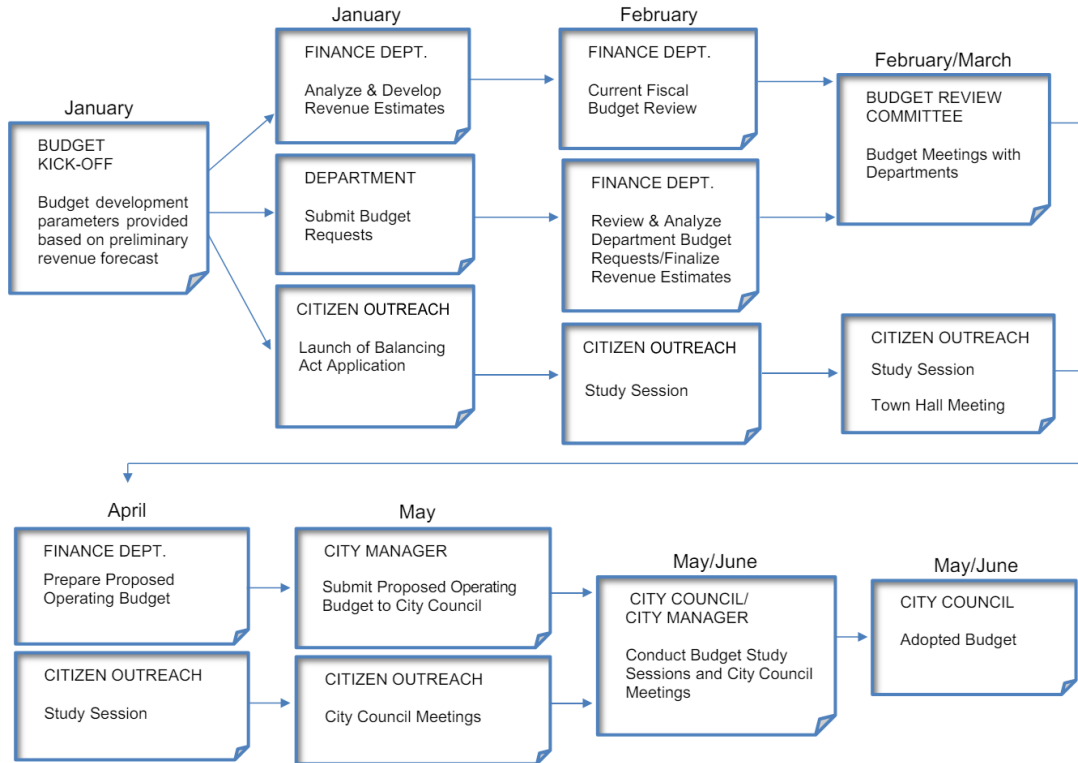 January
BUDGET
KICK-OFF
Budget development
parameters provided
based on preliminary
revenue forecast
January
FINANCE DEPT.
Analyze & Develop
Revenue Estimates
DEPARTMENT
Submit Budget
Requests
CITIZEN OUTREACH
Launch of Balancing
Act Application
February
FINANCE DEPT.
Current Fiscal
Budget Review
FINANCE DEPT.
Review & Analyze
Department Budget
Requests/Finalize
Revenue Estimates
CITIZEN OUTREACH
Study Session
February/March
BUDGET REVIEW
COMMITTEE
Budget Meetings with
Departments
CITIZEN OUTREACH
Study Session
Town Hall Meeting
April
FINANCE DEPT.
Prepare Proposed
Operating Budget
CITIZEN OUTREACH
Study Session
May
CITY MANAGER
Submit Proposed Operating
Budget to City Council
CITIZEN OUTREACH
City Council Meetings
May/June
CITY COUNCIL/
CITY MANAGER
Conduct Budget Study
Sessions and City Council
Meetings
May/June
CITY COUNCIL
Adopted Budget